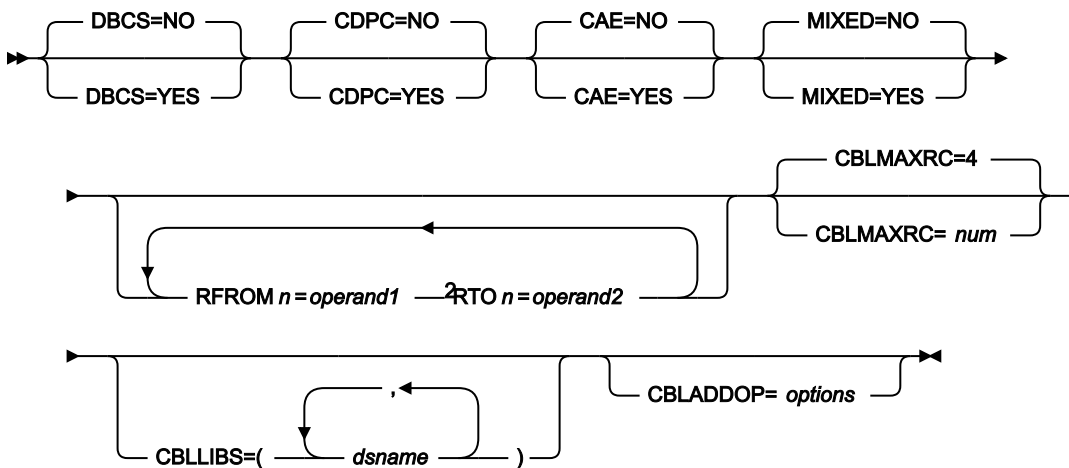 DBCS=NO CDPC=NO CAE=NO MIXED=NO
DBCS=YES CDPC=YES CAE=YES MIXED=YES
CBLMAXRC=4
CBLMAXRC= num
RFROM n = operand1 2 RTO n = operand2
,
CBLADDOP= options
CBLLIBS=( dsname )